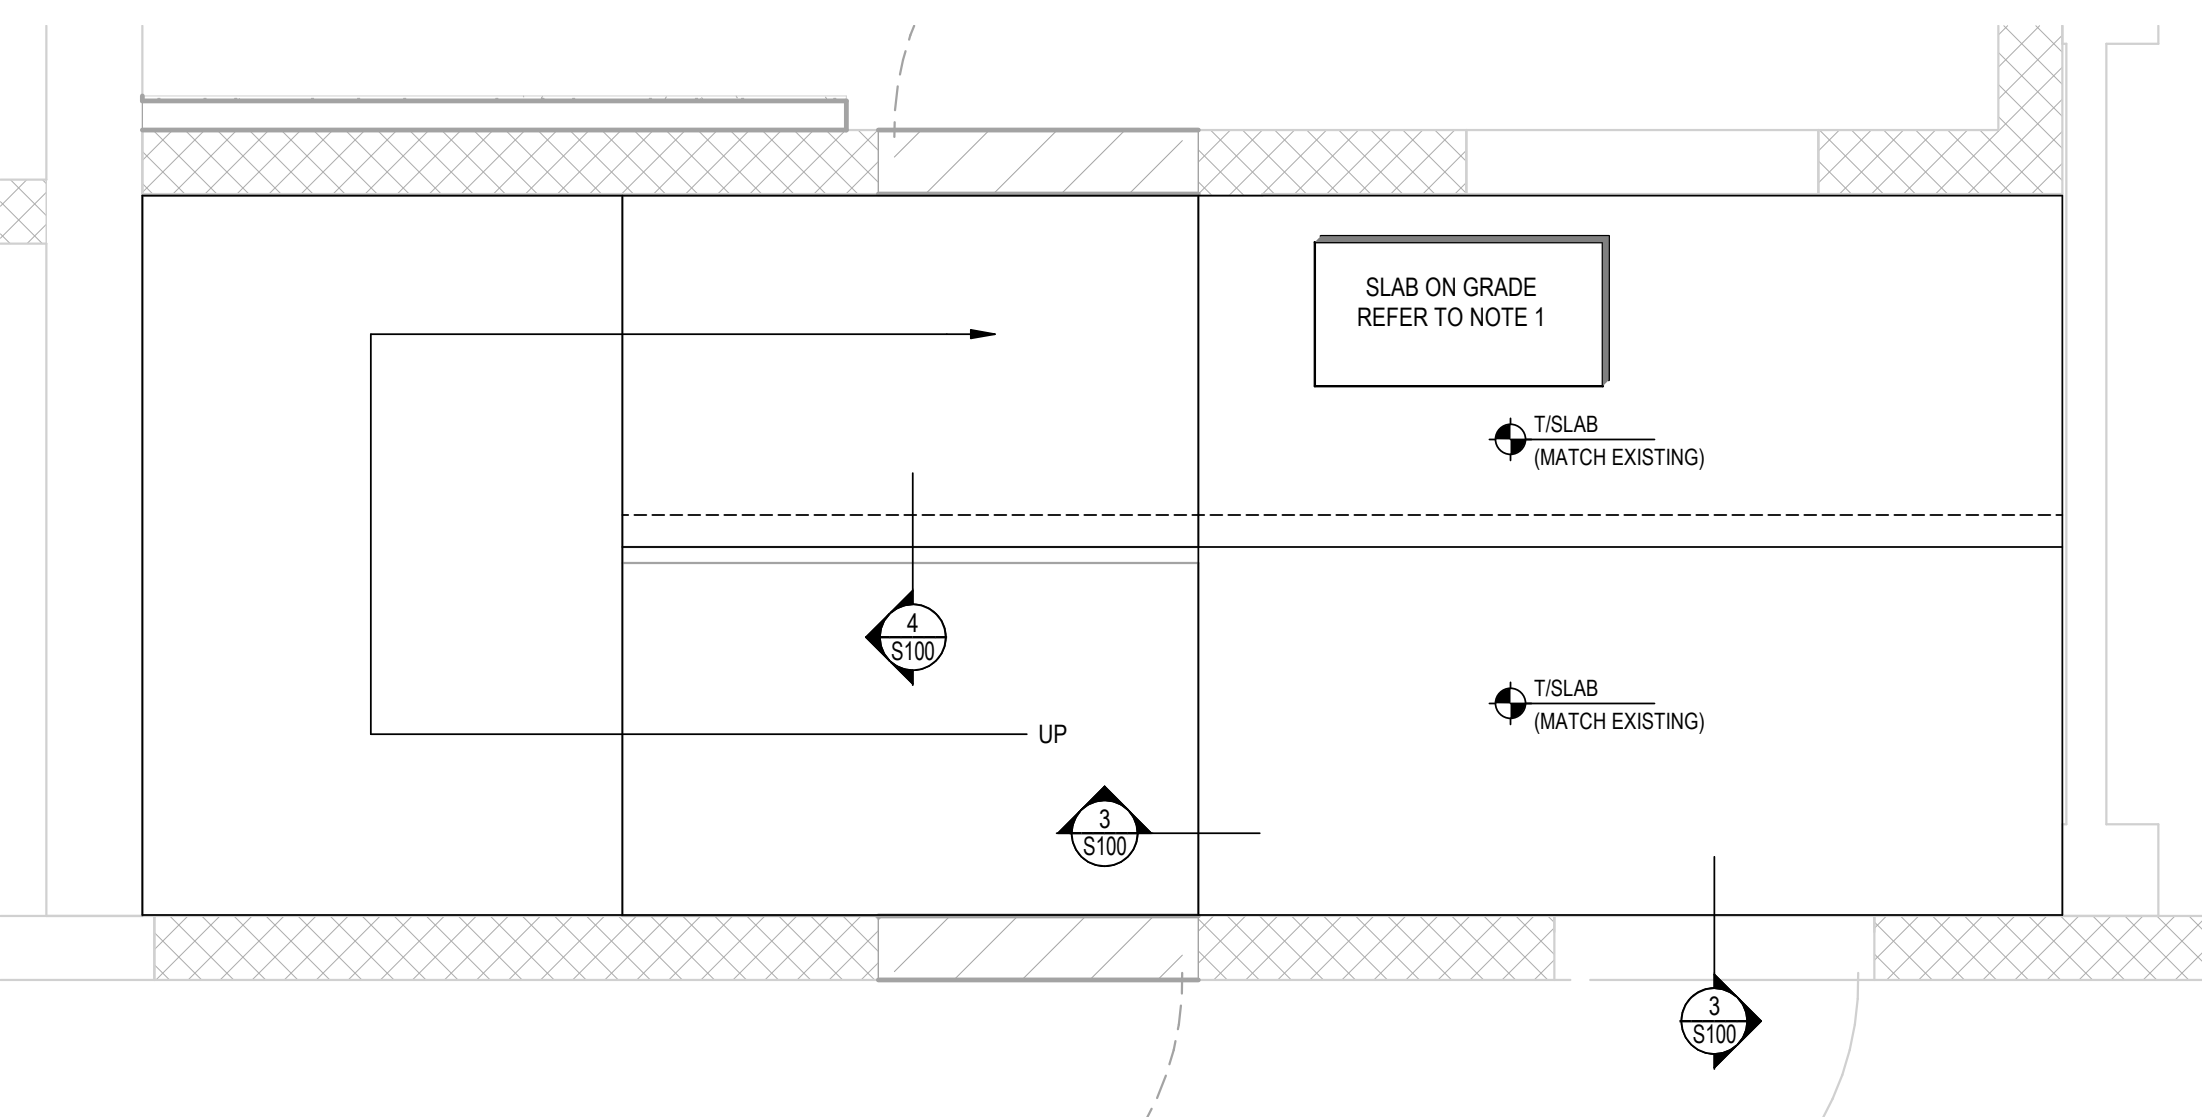 SLAB ON GRADE
REFER TO NOTE 1
T/SLAB
(MATCH EXISTING)
4
S100
T/SLAB
(MATCH EXISTING)
UP
3
S100
3
S100